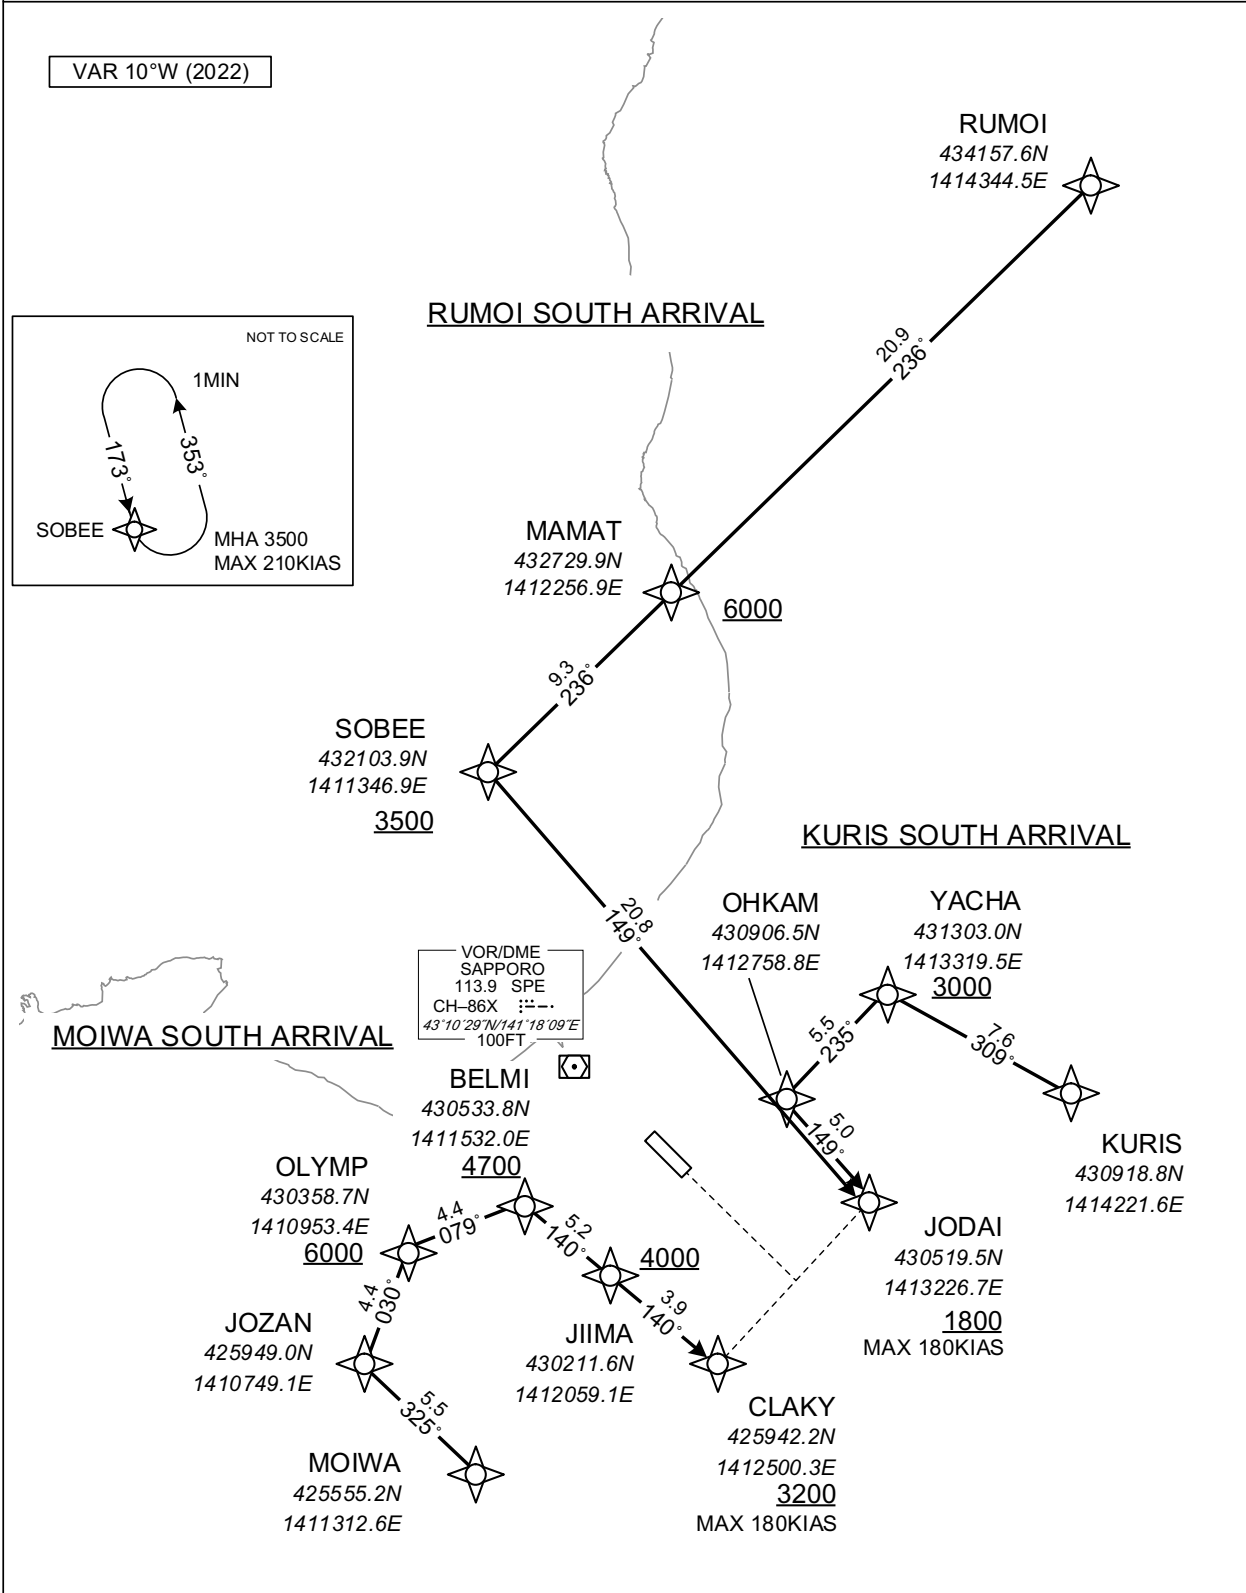 VAR 10°W (2022)
RUMOI
434157.6N
1414344.5E
RUMOI SOUTH ARRIVAL
20.9
236°
NOT TO SCALE
1MIN
173°
353°
SOBEE
MHA 3500
MAX 210KIAS
MAMAT
432729.9N
1412256.9E
6000
9.3
236°
SOBEE
432103.9N
1411346.9E
3500
KURIS SOUTH ARRIVAL
20.8
149°
OHKAM
430906.5N
1412758.8E
YACHA
431303.0N
1413319.5E
3000
5.5
235°
7.6
309°
5.0
149°
KURIS
430918.8N
1414221.6E
VOR/DME
SAPPORO
113.9 SPE
CH–86X
43°10′29″N/141°18′09″E
100FT
MOIWA SOUTH ARRIVAL
BELMI
430533.8N
1411532.0E
4700
OLYMP
430358.7N
1410953.4E
6000
4.4
079°
5.2
140°
4000
4.4
030°
3.9
140°
JODAI
430519.5N
1413226.7E
1800
MAX 180KIAS
JOZAN
425949.0N
1410749.1E
JIIMA
430211.6N
1412059.1E
5.5
325°
CLAKY
425942.2N
1412500.3E
3200
MAX 180KIAS
MOIWA
425555.2N
1411312.6E